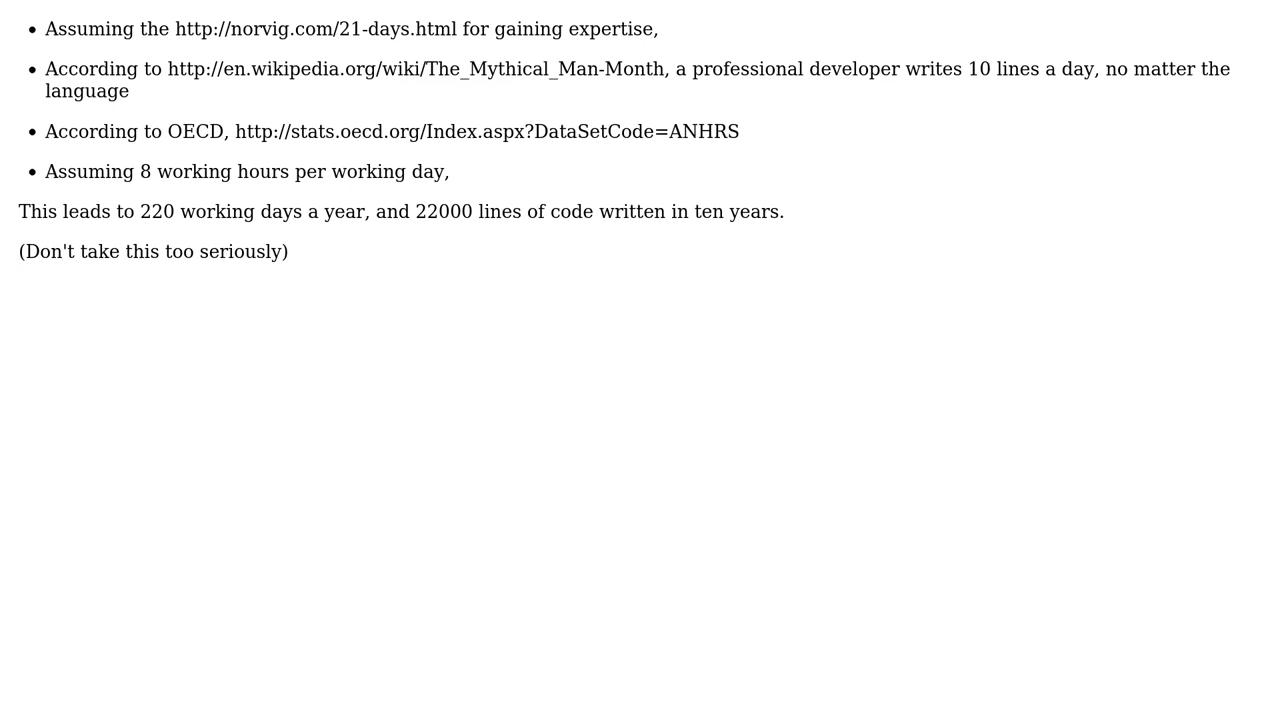 • Assuming the http://norvig.com/21-days.html for gaining expertise,
• According to http://en.wikipedia.org/wiki/The_Mythical_Man-Month, a professional developer writes 10 lines a day, no matter the
language
• According to OECD, http://stats.oecd.org/Index.aspx?DataSetCode=ANHRS
• Assuming 8 working hours per working day,
This leads to 220 working days a year, and 22000 lines of code written in ten years.
(Don't take this too seriously)